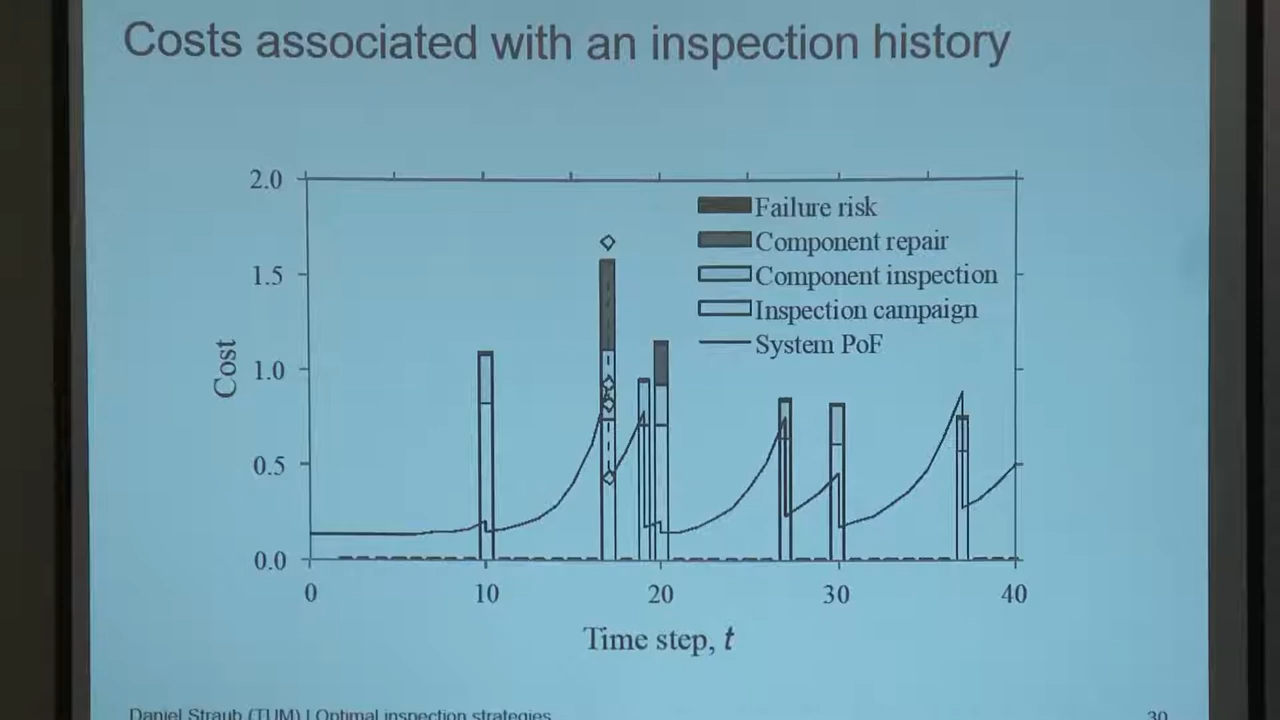 Costs associated with an inspection history
2.0
1.5
1.0
0.5
0.0
Cost
Failure risk
Component repair
Component inspection
Inspection campaign
System PoF
0 10 20 30 40
Time step, t
Daniel Straub (TUM) | Optimal inspection strategies
30